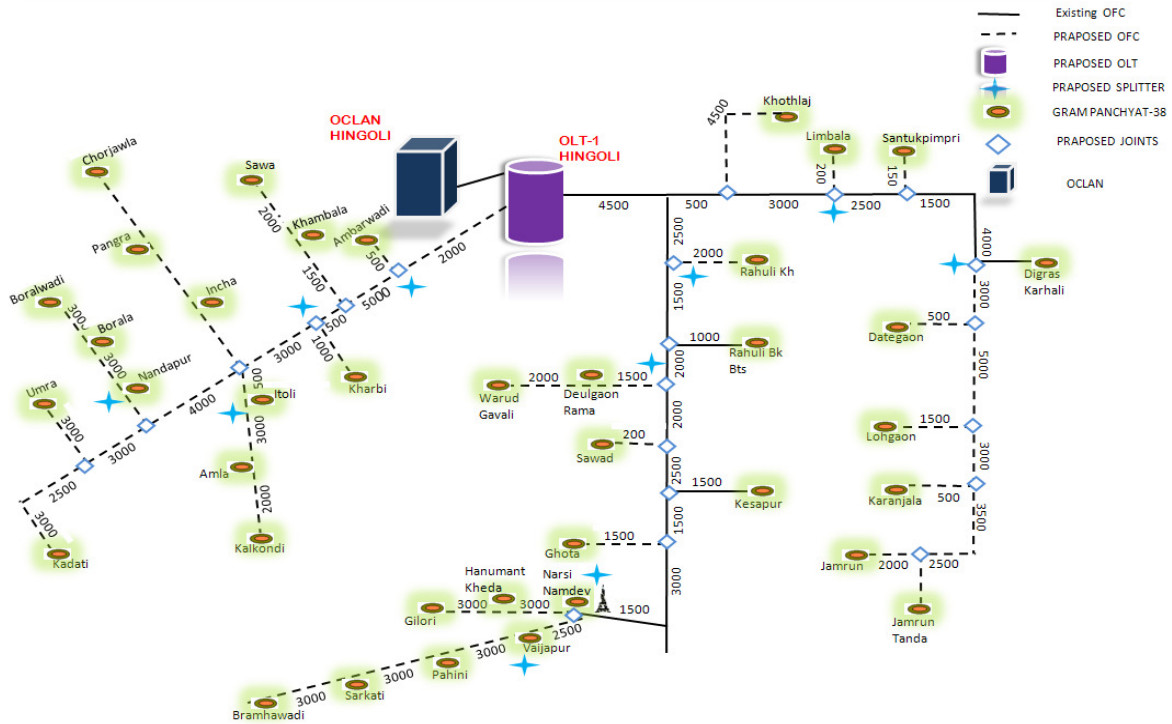 Existing OFC
PRAPOSED OFC
PRAPOSED OLT
PRAPOSED SPLITTER
GRAM PANCHYAT-38
PRAPOSED JOINTS
OCLAN
OCLAN
HINGOLI
OLT-1
HINGOLI
Chorjawla
Sawa
2000
Khambala
1500
Ambarwadi
500
2000
5000
500
3000
1000
Kharbi
Pangra
Incha
Boralwadi
300
Borala
3000
Nandapur
4000
500
Itoli
3000
Amla
2000
Kalkondi
Umra
3000
3000
2500
3000
Kadati
4500
500
3000
2500
1500
4500
Khothlaj
Limbala
200
Santukpimpri
150
4000
Digras
Karhali
3000
500
Dategaon
5000
1500
Lohgaon
3000
500
Karanjala
3500
2500
2000
Jamrun
Jamrun
Tanda
2500
2000
Rahuli Kh
1500
1000
Rahuli Bk
Bts
2000
2000
1500
Warud
Gavali
Deulgaon
Rama
2000
200
Sawad
2500
1500
Kesapur
1500
1500
Ghota
3000
Hanumant
Kheda
Narsi
Namdev
1500
3000
3000
Gilori
2500
Vaijapur
3000
Pahini
3000
Sarkati
3000
Bramhawadi